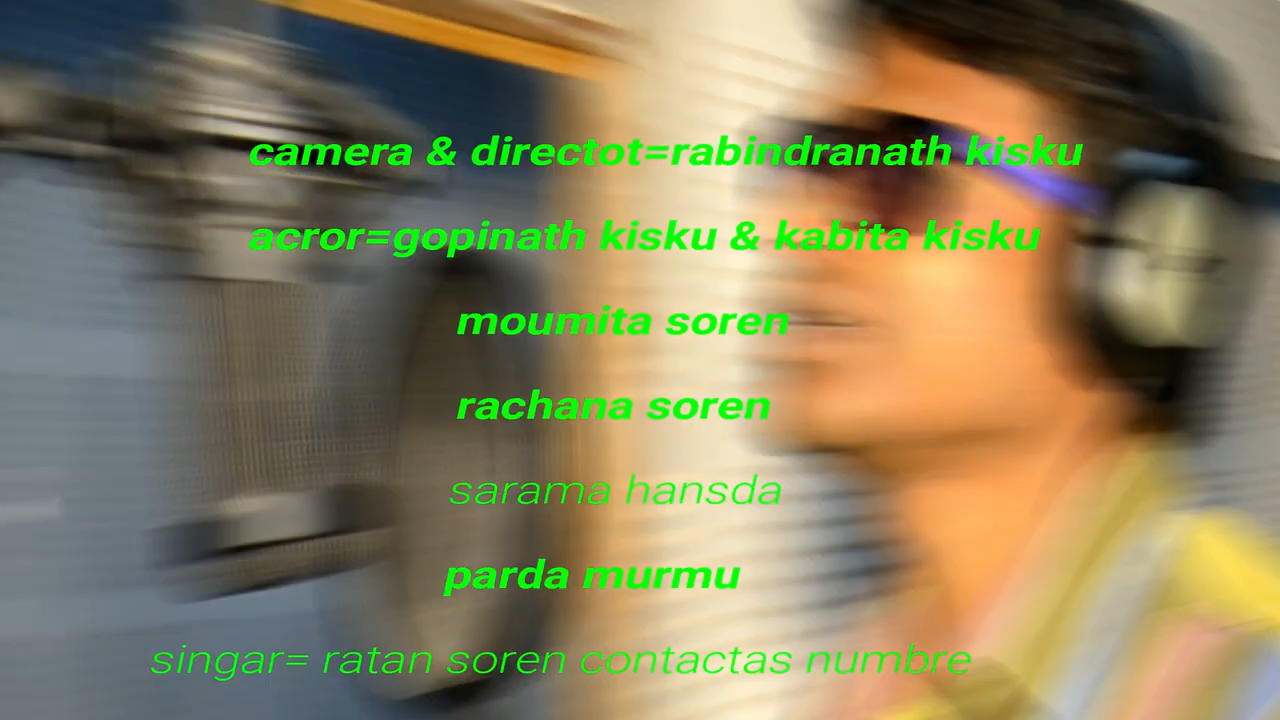 camera & directot=rabindranath kisku
acror=gopinath kisku & kabita kisku
moumita soren
rachana soren
sarama hansda
parda murmu
singar= ratan soren contactas numbre